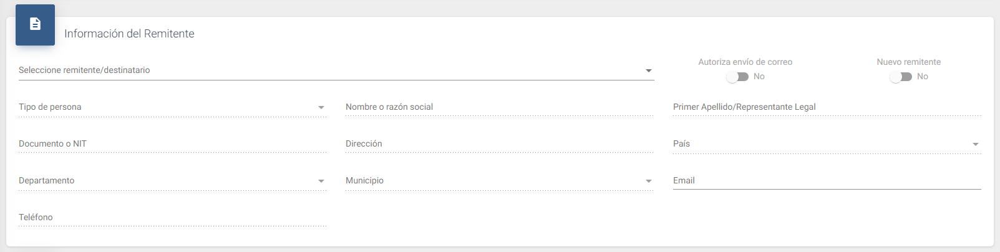 Información del Remitente
Seleccione remitente/destinatario
Autoriza envío de correo
No
Nuevo remitente
No
Tipo de persona
Nombre o razón social
Primer Apellido/Representante Legal
Documento o NIT
Dirección
País
Departamento
Municipio
Email
Teléfono